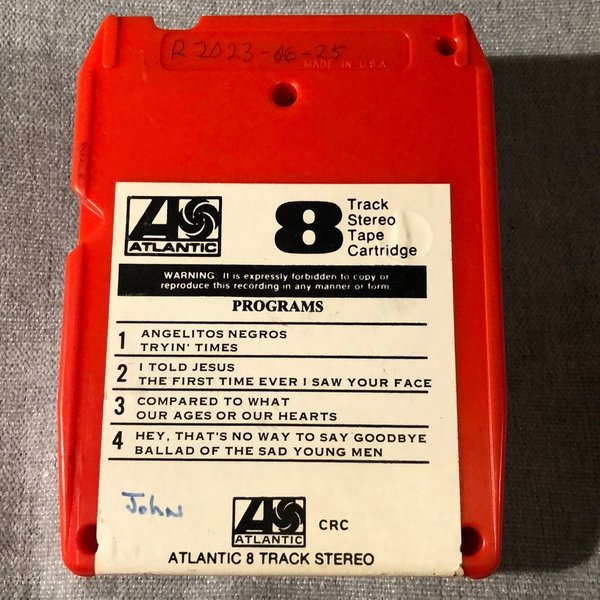 R 2023-06-25
MADE IN U.S.A.
ATLANTIC
8 Track
Stereo
Tape
Cartridge
WARNING: It is expressly forbidden to copy or
reproduce this recording in any manner or form
PROGRAMS
1 ANGELITOS NEGROS
TRYIN' TIMES
2 I TOLD JESUS
THE FIRST TIME EVER I SAW YOUR FACE
3 COMPARED TO WHAT
OUR AGES OR OUR HEARTS
4 HEY, THAT'S NO WAY TO SAY GOODBYE
BALLAD OF THE SAD YOUNG MEN
John
ATLANTIC
CRC
ATLANTIC 8 TRACK STEREO